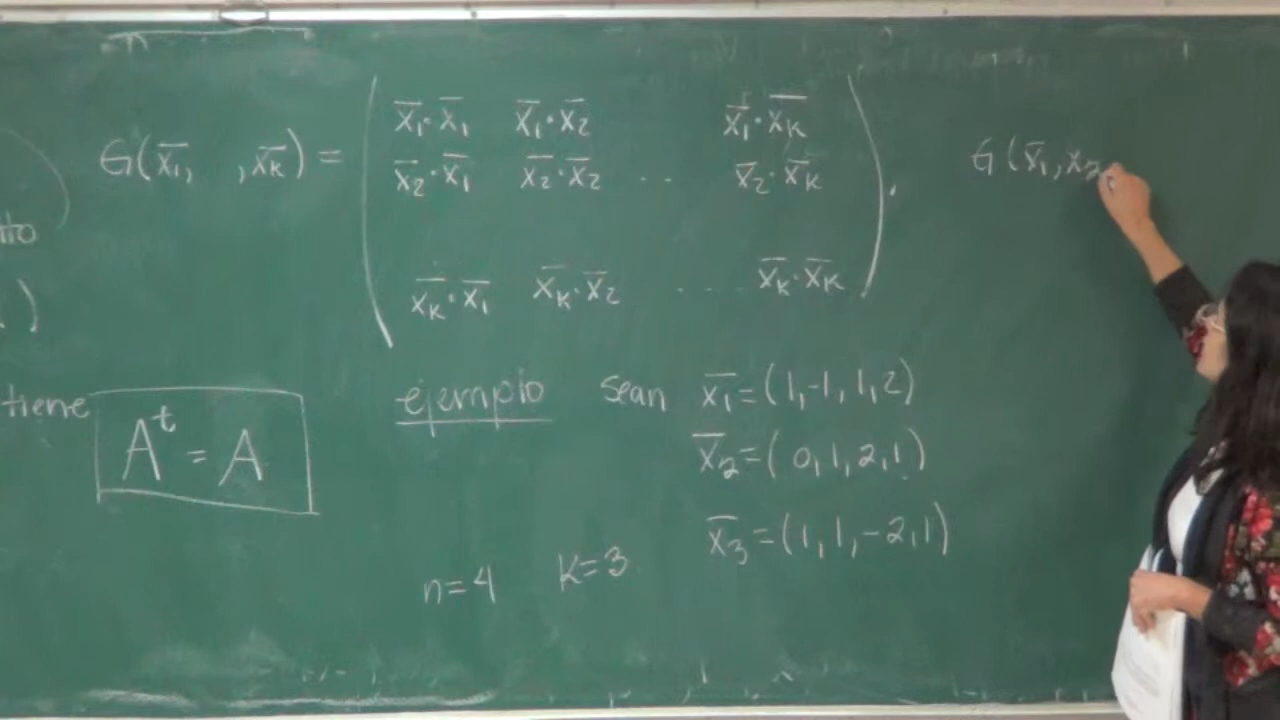 G(x̄₁,   , x̄ₖ) = ( x̄₁·x̄₁ x̄₁·x̄₂ x̄₁·x̄ₖ
x̄₂·x̄₁ x̄₂·x̄₂ ... x̄₂·x̄ₖ
x̄ₖ·x̄₁ x̄ₖ·x̄₂ .... x̄ₖ·x̄ₖ ).
G(x̄₁, x₂
)
tiene
Aᵗ = A
ejemplo Sean x̄₁=(1,-1,1,2)
x̄₂=(0,1,2,1)
x̄₃=(1,1,-2,1)
n=4 K=3